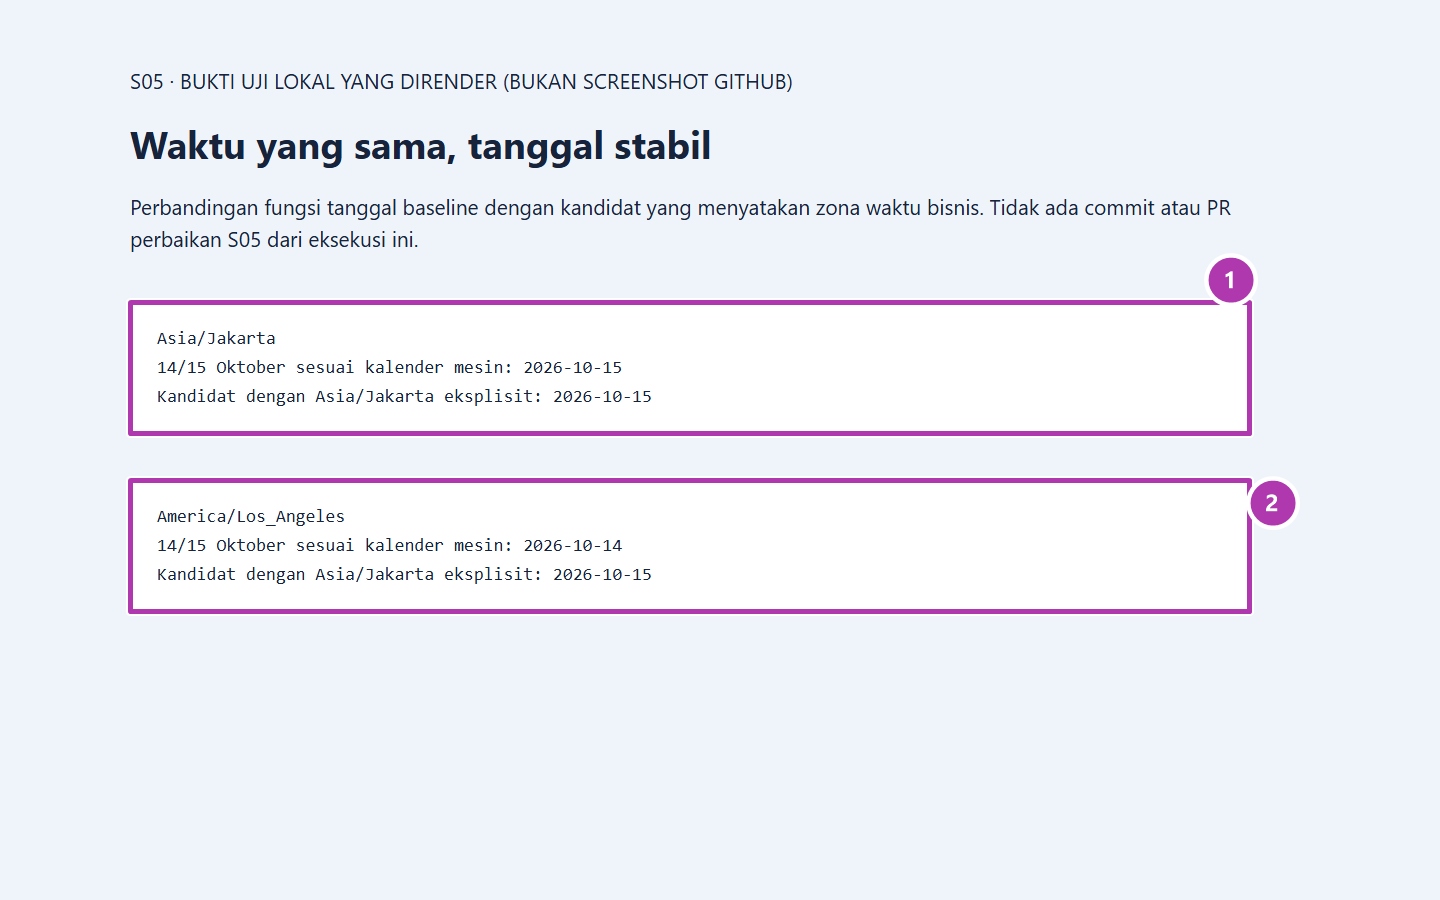 S05 · BUKTI UJI LOKAL YANG DIRENDER (BUKAN SCREENSHOT GITHUB)
Waktu yang sama, tanggal stabil
Perbandingan fungsi tanggal baseline dengan kandidat yang menyatakan zona waktu bisnis. Tidak ada commit atau PR
perbaikan S05 dari eksekusi ini.
1
Asia/Jakarta
14/15 Oktober sesuai kalender mesin: 2026-10-15
Kandidat dengan Asia/Jakarta eksplisit: 2026-10-15
2
America/Los_Angeles
14/15 Oktober sesuai kalender mesin: 2026-10-14
Kandidat dengan Asia/Jakarta eksplisit: 2026-10-15